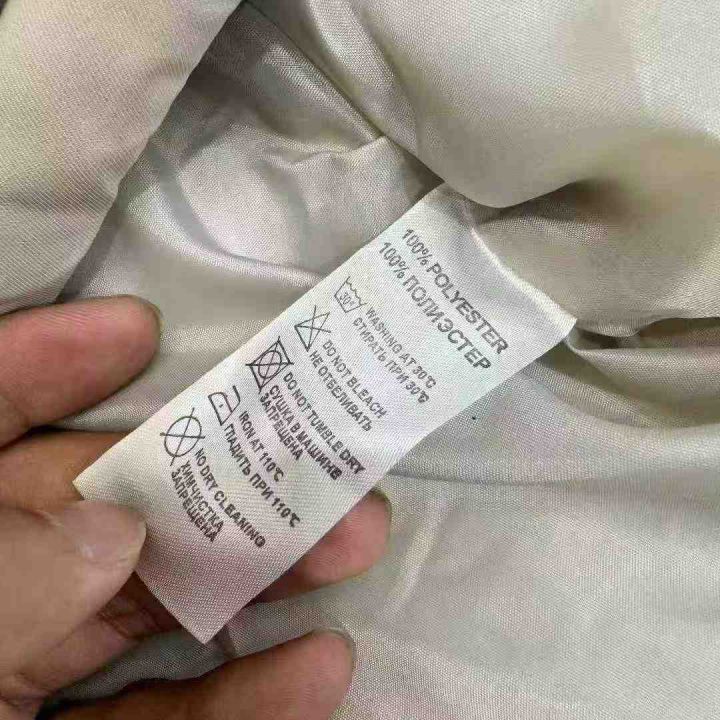 100% POLYESTER
100% ПОЛИЭСТЕР
30°
WASHING AT 30℃
СТИРАТЬ ПРИ 30℃
DO NOT BLEACH
НЕ ОТБЕЛИВАТЬ
DO NOT TUMBLE DRY
СУШКА В МАШИНЕ
ЗАПРЕЩЕНА
IRON AT 110℃
ГЛАДИТЬ ПРИ 110℃
NO DRY CLEANING
ХИМЧИСТКА
ЗАПРЕЩЕНА